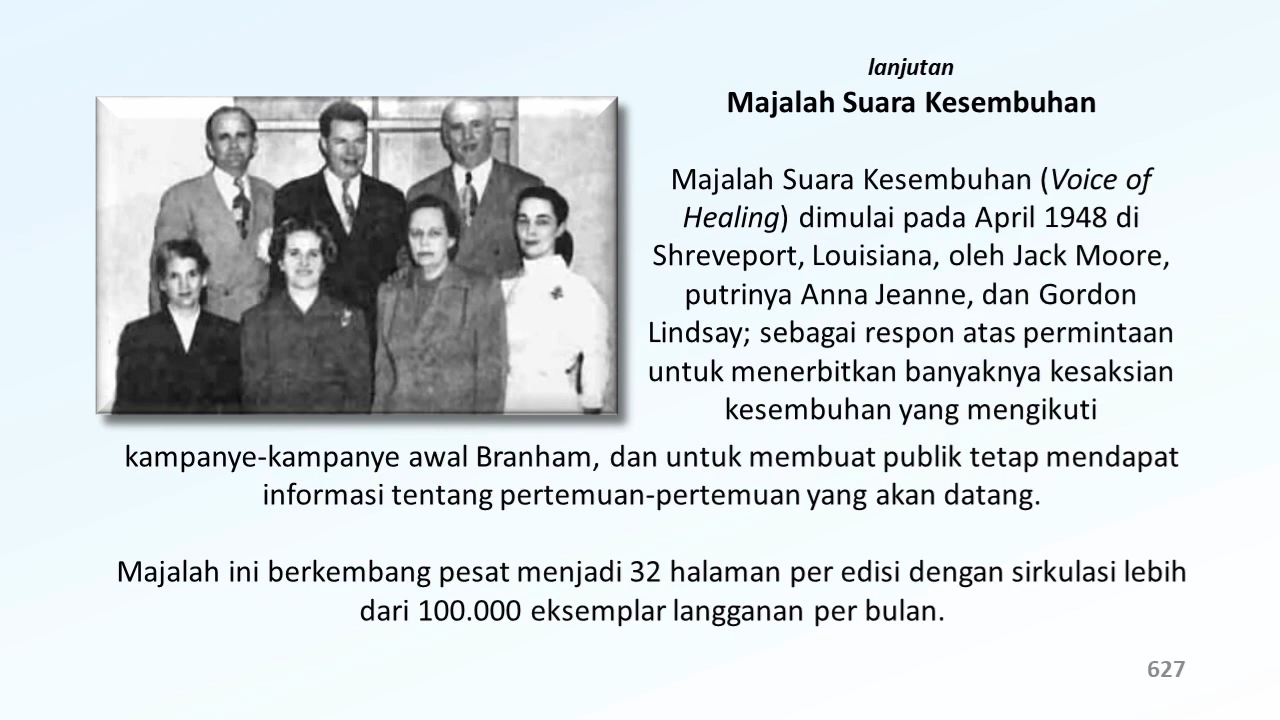 lanjutan
Majalah Suara Kesembuhan
Majalah Suara Kesembuhan (Voice of
Healing) dimulai pada April 1948 di
Shreveport, Louisiana, oleh Jack Moore,
putrinya Anna Jeanne, dan Gordon
Lindsay; sebagai respon atas permintaan
untuk menerbitkan banyaknya kesaksian
kesembuhan yang mengikuti
kampanye-kampanye awal Branham, dan untuk membuat publik tetap mendapat
informasi tentang pertemuan-pertemuan yang akan datang.
Majalah ini berkembang pesat menjadi 32 halaman per edisi dengan sirkulasi lebih
dari 100.000 eksemplar langganan per bulan.
627